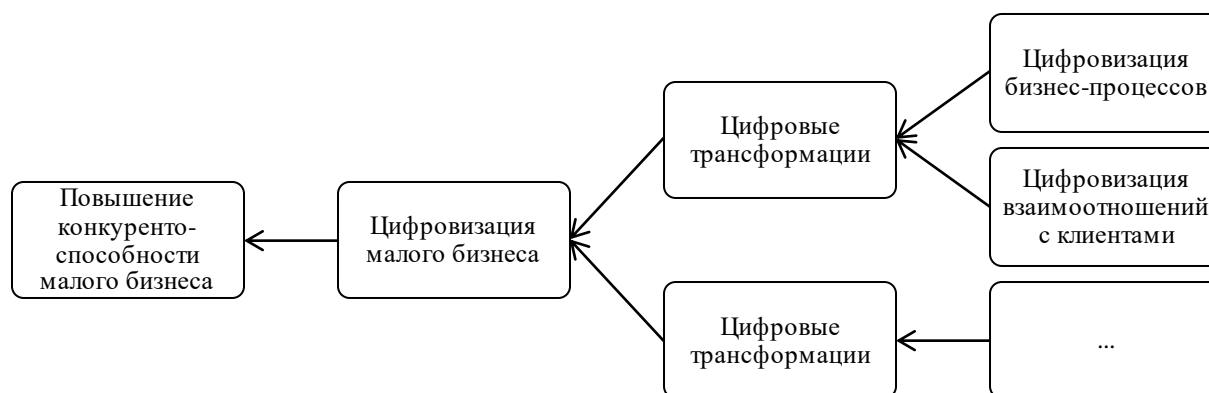 Повышение
конкуренто-
способности
малого бизнеса
Цифровизация
малого бизнеса
Цифровые
трансформации
Цифровые
трансформации
Цифровизация
бизнес-процессов
Цифровизация
взаимоотношений
с клиентами
...